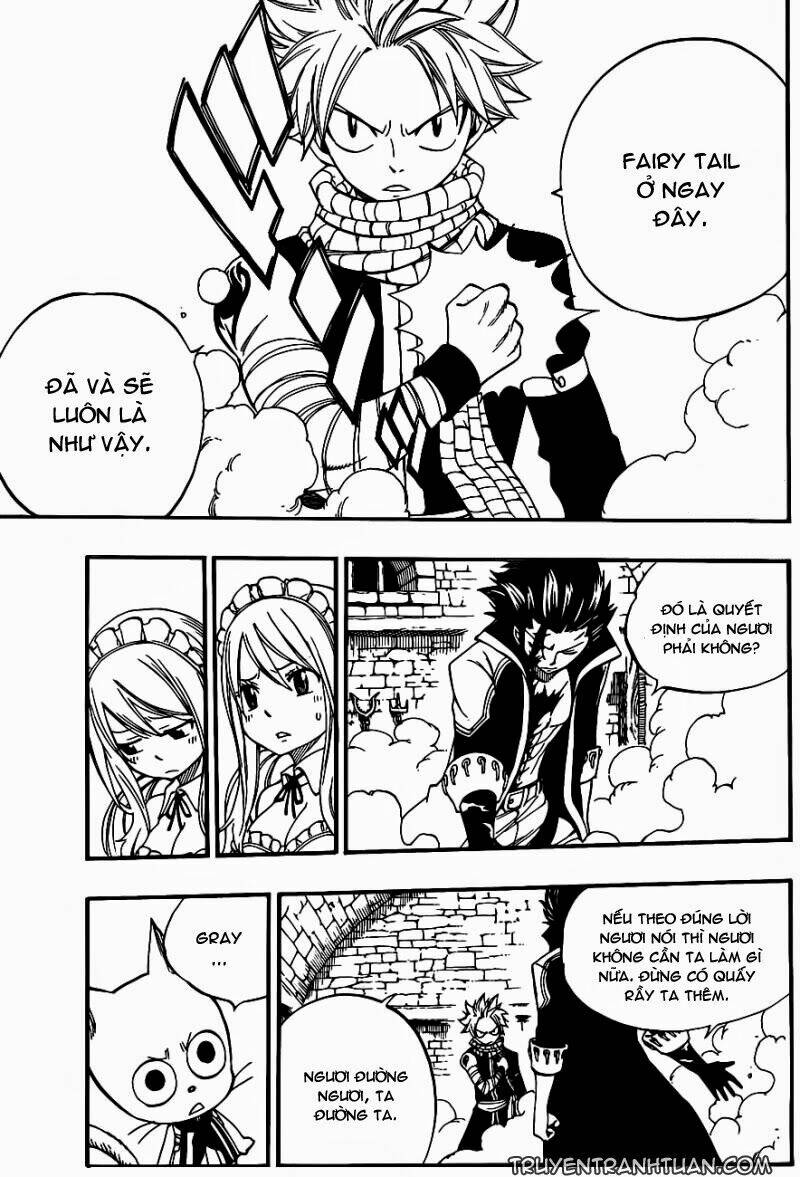 FAIRY TAIL
Ở NGAY
ĐÂY.
ĐÃ VÀ SẼ
LUÔN LÀ
NHƯ VẬY.
ĐÓ LÀ QUYẾT
ĐỊNH CỦA NGƯƠI
PHẢI KHÔNG?
NẾU THEO ĐÚNG LỜI
NGƯƠI NÓI THÌ NGƯƠI
KHÔNG CẦN TA LÀM GÌ
NỮA. ĐỪNG CÓ QUẤY
RẦY TA THÊM.
NGƯƠI ĐƯỜNG
NGƯƠI, TA
ĐƯỜNG TA.
GRAY
...
TRUYENTRANHTUAN.COM